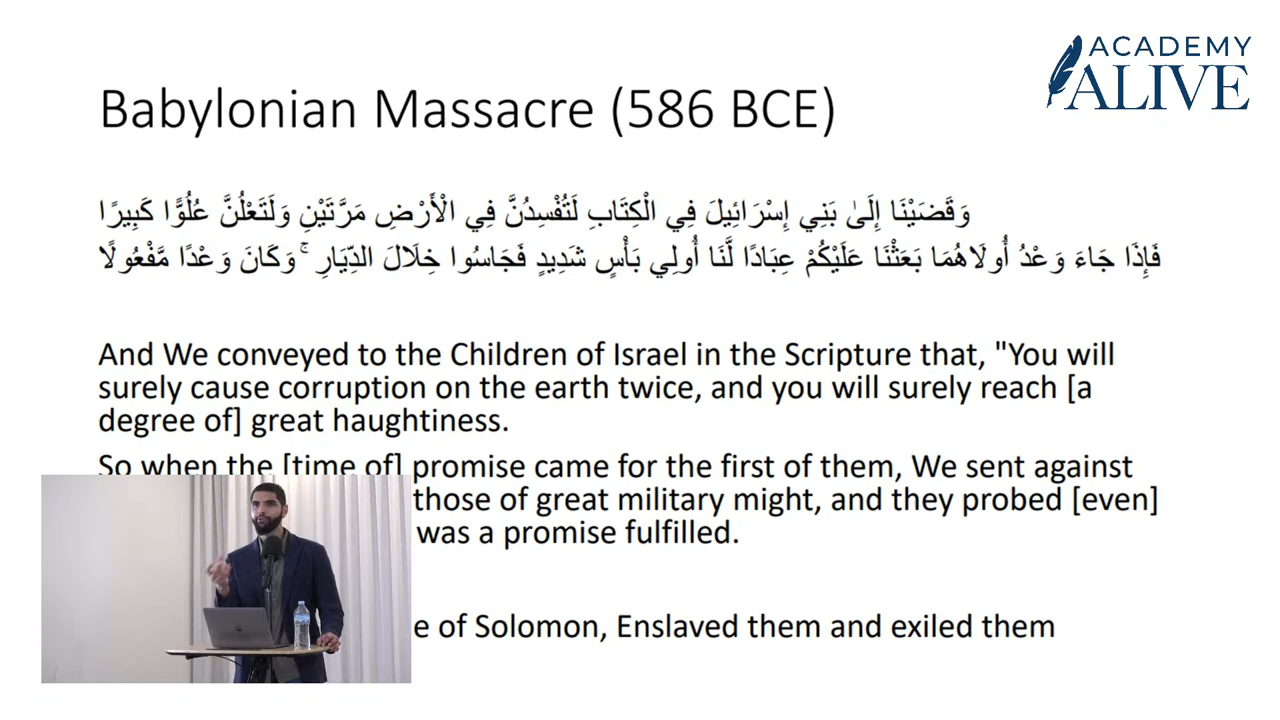 ACADEMY
ALIVE
Babylonian Massacre (586 BCE)
وَقَضَيْنَا إِلَىٰ بَنِي إِسْرَائِيلَ فِي الْكِتَابِ لَتُفْسِدُنَّ فِي الْأَرْضِ مَرَّتَيْنِ وَلَتَعْلُنَّ عُلُوًّا كَبِيرًا
فَإِذَا جَاءَ وَعْدُ أُولَاهُمَا بَعَثْنَا عَلَيْكُمْ عِبَادًا لَّنَا أُولِي بَأْسٍ شَدِيدٍ فَجَاسُوا خِلَالَ الدِّيَارِ ۚ وَكَانَ وَعْدًا مَّفْعُولًا
And We conveyed to the Children of Israel in the Scripture that, "You will
surely cause corruption on the earth twice, and you will surely reach [a
degree of] great haughtiness.
So when the [time of] promise came for the first of them, We sent against
those of great military might, and they probed [even]
was a promise fulfilled.
of Solomon, Enslaved them and exiled them